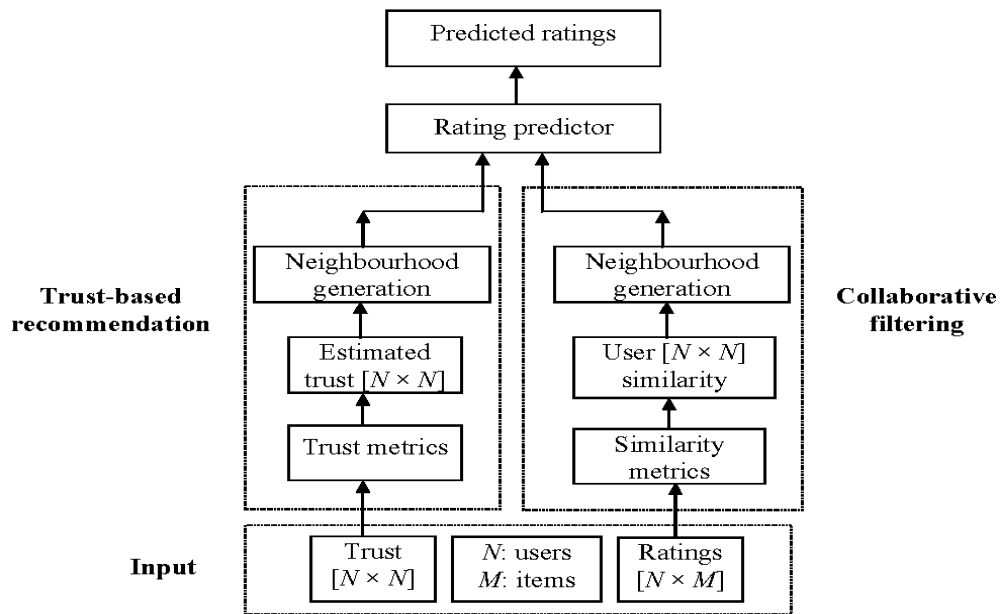 Predicted ratings
Rating predictor
Trust-based
recommendation
Neighbourhood
generation
Estimated
trust [N × N]
Trust metrics
Neighbourhood
generation
User [N × N]
similarity
Similarity
metrics
Collaborative
filtering
Input
Trust
[N × N]
N: users
M: items
Ratings
[N × M]